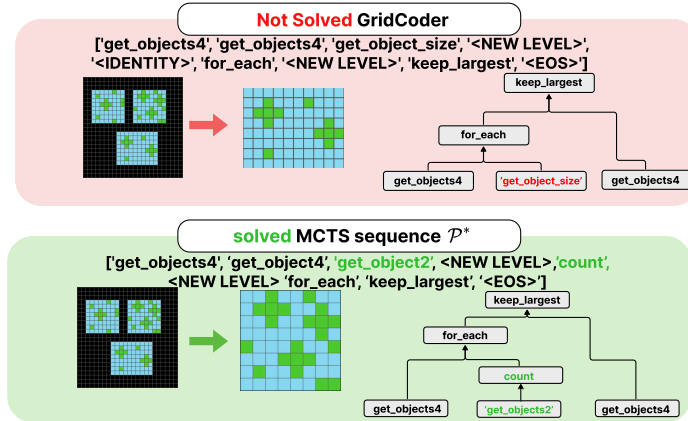 Not Solved GridCoder
['get_objects4', 'get_objects4', 'get_object_size', '<NEW LEVEL>',
'<IDENTITY>', 'for_each', '<NEW LEVEL>', 'keep_largest', '<EOS>']
keep_largest
for_each
get_objects4
'get_object_size'
get_objects4
solved MCTS sequence 𝒫*
['get_objects4', ‘get_object4’, ‘get_object2’, <NEW LEVEL>,’count’,
<NEW LEVEL> ‘for_each’, ‘keep_largest’, ‘<EOS>’]
keep_largest
for_each
count
get_objects4
‘get_objects2’
get_objects4